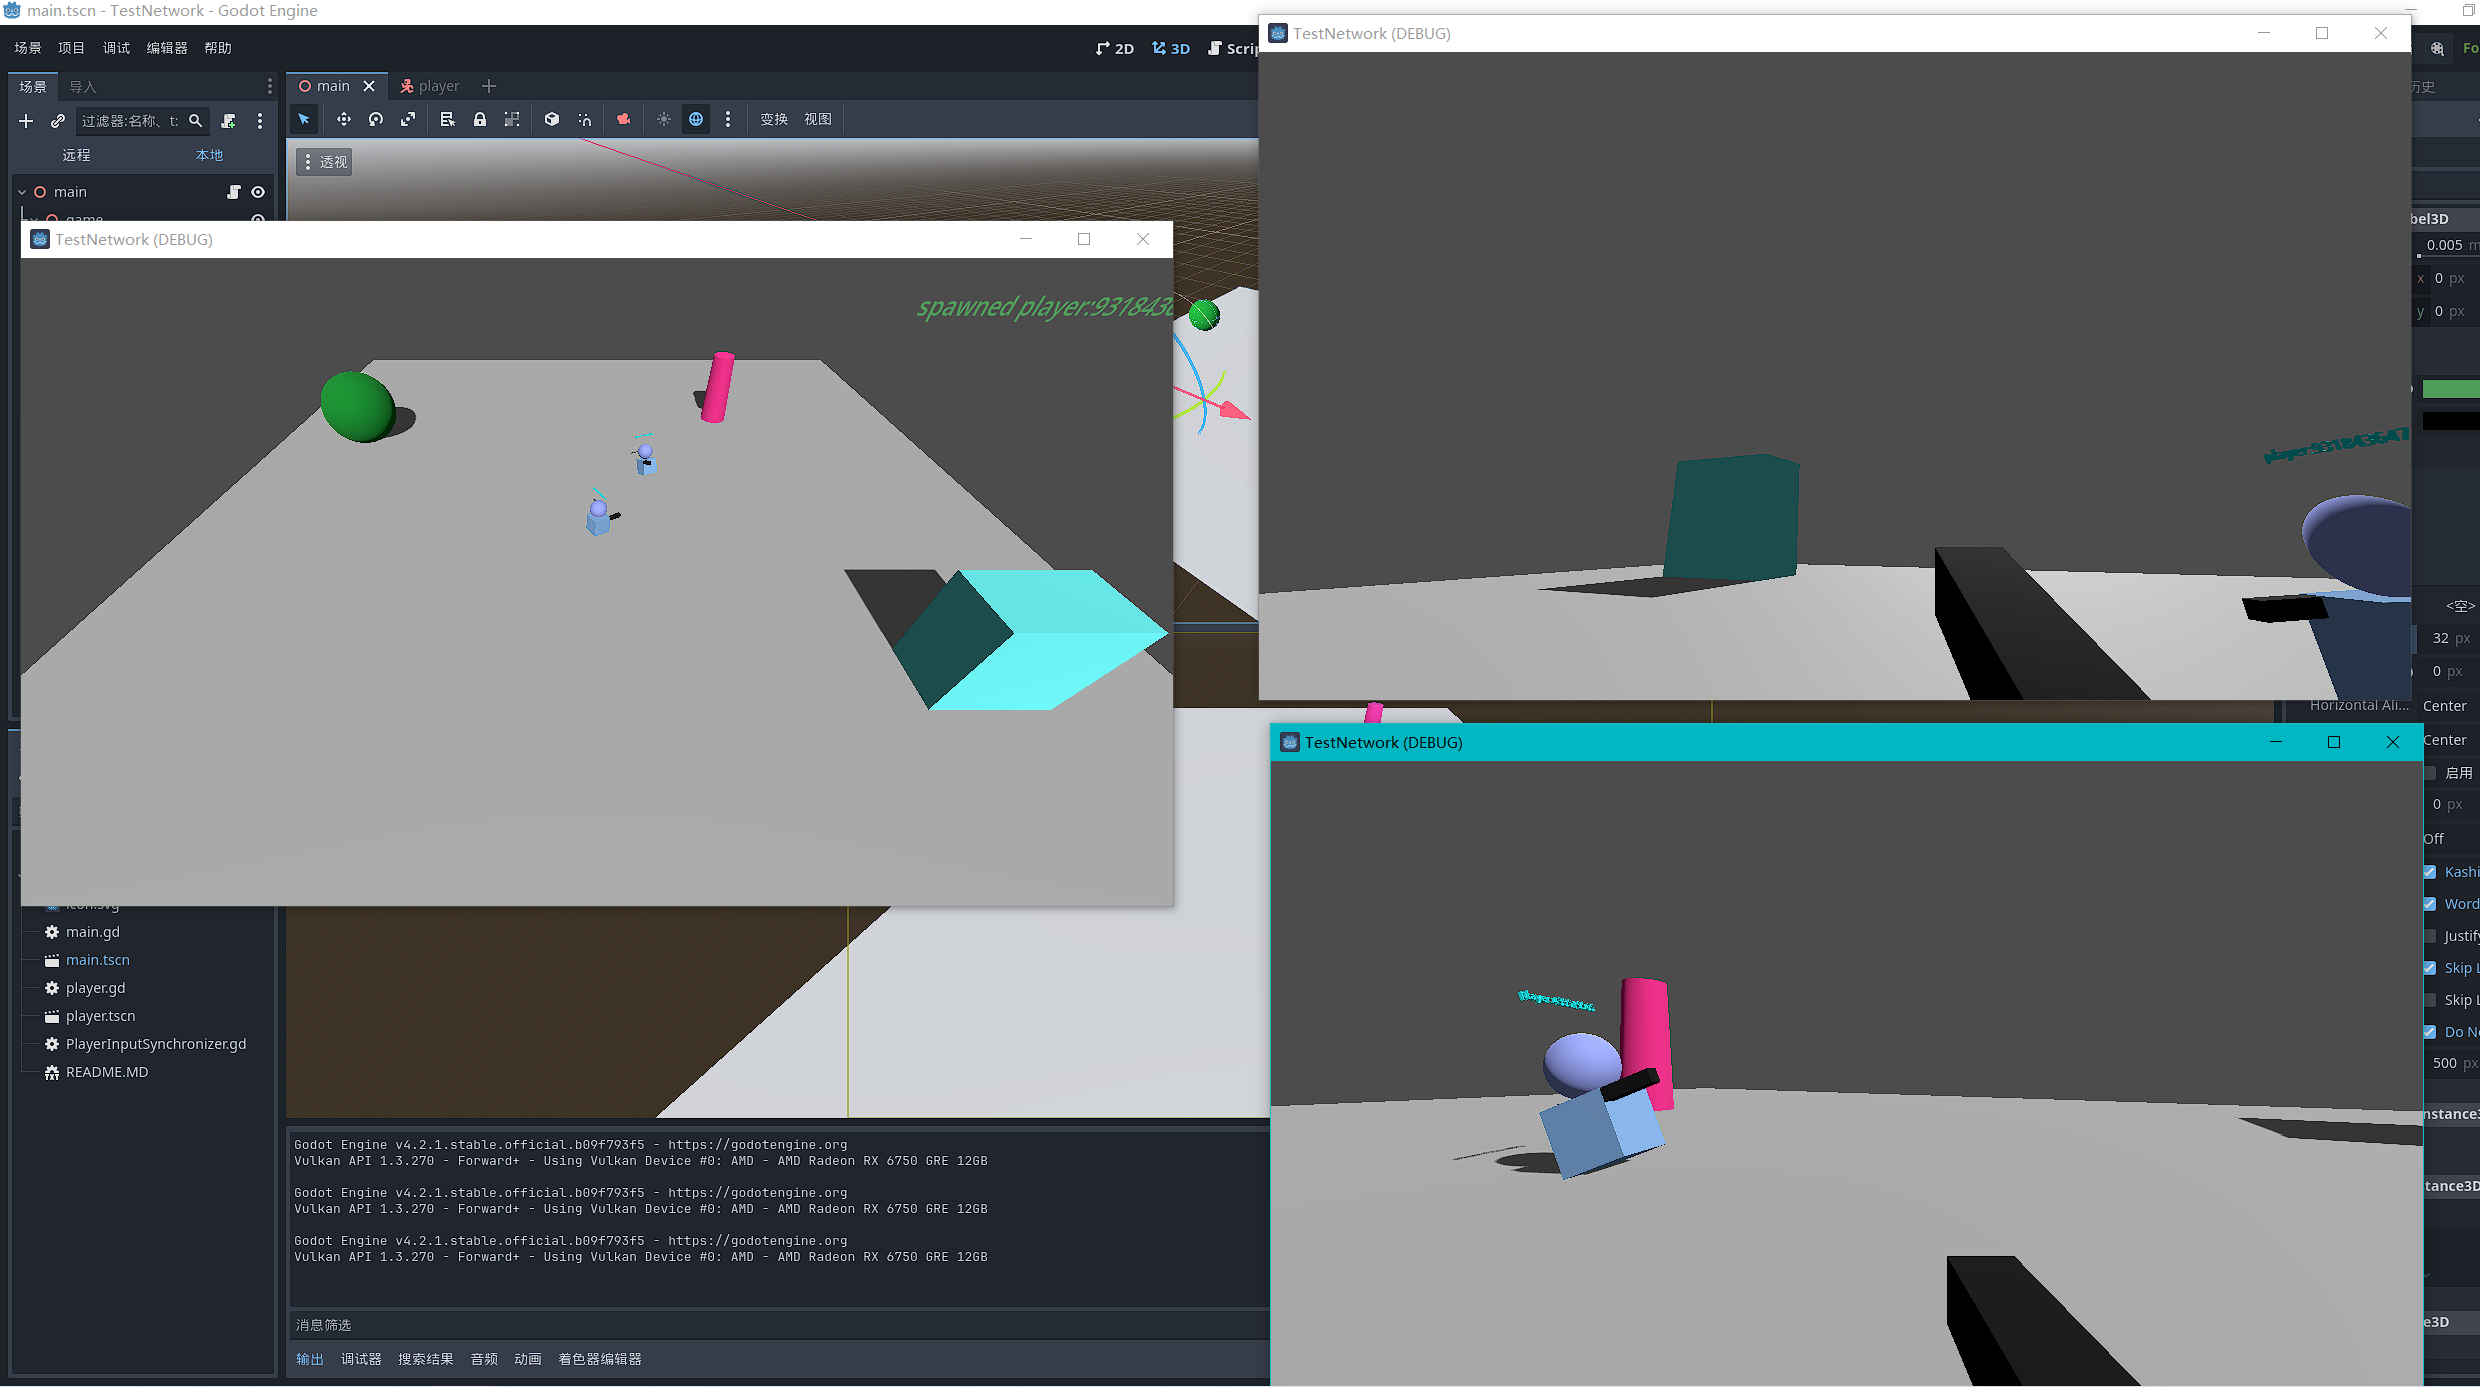 main.tscn - TestNetwork - Godot Engine
场景 项目 调试 编辑器 帮助
2D 3D Scrip
TestNetwork (DEBUG)
Fo
场景 导入
main player
历史
过滤器:名称、t:
变换 视图
远程 本地
透视
main
game
TestNetwork (DEBUG)
spawned player:931843
bel3D
0.005 m
x 0 px
y 0 px
<空>
32 px
0 px
Horizontal Ali... Center
TestNetwork (DEBUG)
Center
启用
0 px
Off
Kashi
icon.svg
Word
main.gd
Justify
main.tscn
Skip L
player.gd
Skip L
player.tscn
Do No
PlayerInputSynchronizer.gd
500 px
README.MD
nstance3
Godot Engine v4.2.1.stable.official.b09f793f5 - https://godotengine.org
Vulkan API 1.3.270 - Forward+ - Using Vulkan Device #0: AMD - AMD Radeon RX 6750 GRE 12GB
tance3D
Godot Engine v4.2.1.stable.official.b09f793f5 - https://godotengine.org
Vulkan API 1.3.270 - Forward+ - Using Vulkan Device #0: AMD - AMD Radeon RX 6750 GRE 12GB
Godot Engine v4.2.1.stable.official.b09f793f5 - https://godotengine.org
Vulkan API 1.3.270 - Forward+ - Using Vulkan Device #0: AMD - AMD Radeon RX 6750 GRE 12GB
消息筛选
e3D
输出 调试器 搜索结果 音频 动画 着色器编辑器